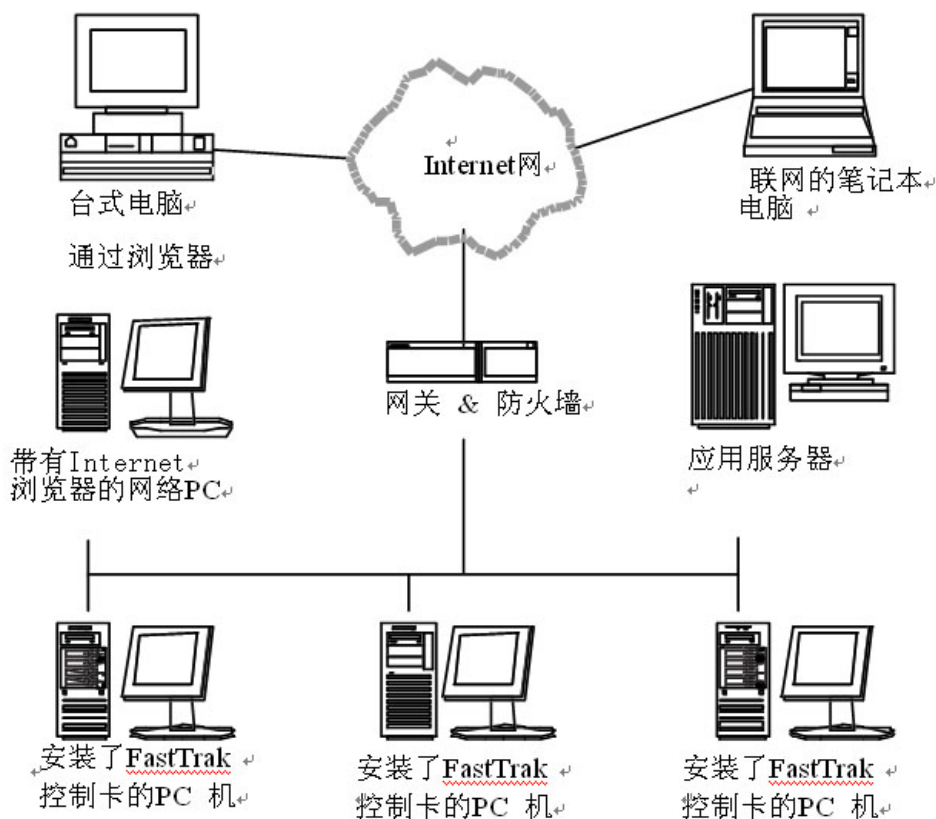 Internet网
台式电脑
通过浏览器
联网的笔记本
电脑
网关 & 防火墙
带有Internet
浏览器的网络PC
应用服务器
安装了FastTrak
控制卡的PC 机
安装了FastTrak
控制卡的PC 机
安装了FastTrak
控制卡的PC 机